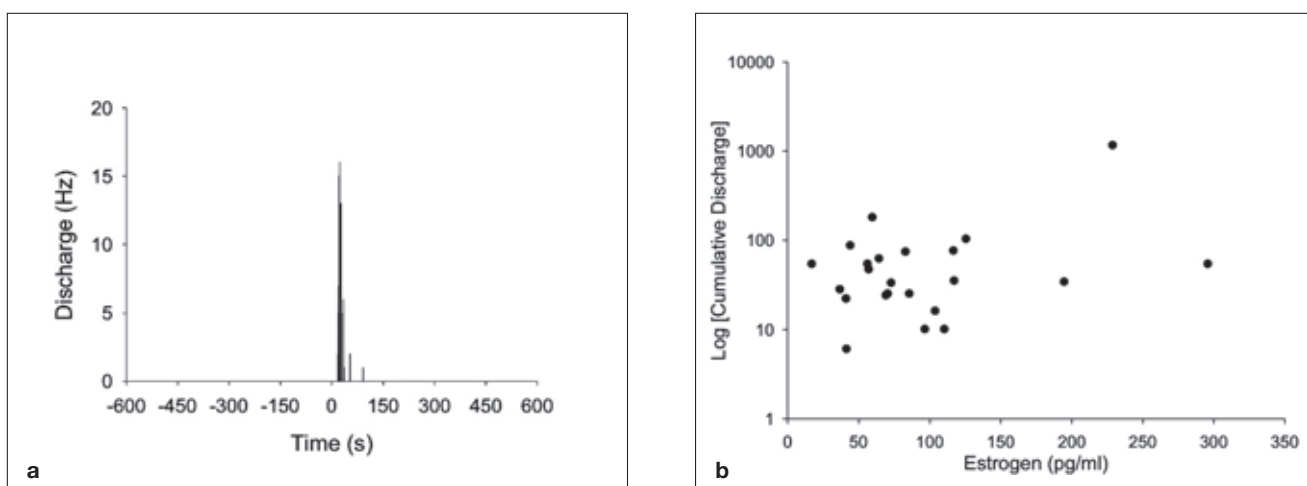 20
15
10
5
0
Discharge (Hz)
-600 -450 -300 -150 0 150 300 450 600
Time (s)
a
10000
1000
100
10
1
Log [Cumulative Discharge]
0 50 100 150 200 250 300 350
Estrogen (pg/ml)
b